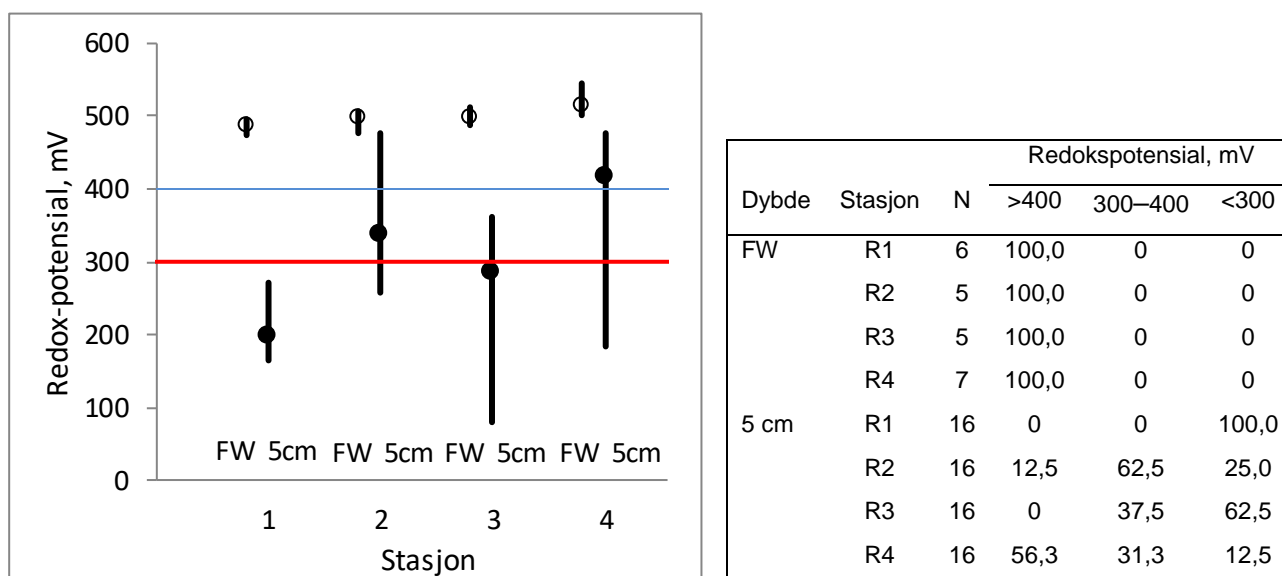 600
500
400
300
200
100
0
Redox-potensial, mV
FW 5cm FW 5cm FW 5cm FW 5cm
1 2 3 4
Stasjon
Redokspotensial, mV
Dybde Stasjon N >400 300–400 <300
FW R1 6 100,0 0 0
R2 5 100,0 0 0
R3 5 100,0 0 0
R4 7 100,0 0 0
5 cm R1 16 0 0 100,0
R2 16 12,5 62,5 25,0
R3 16 0 37,5 62,5
R4 16 56,3 31,3 12,5